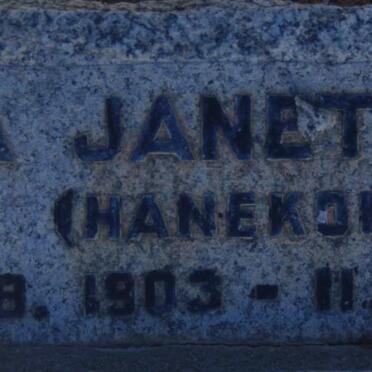 A JANET
(HANEKO
8. 1903 - 11.